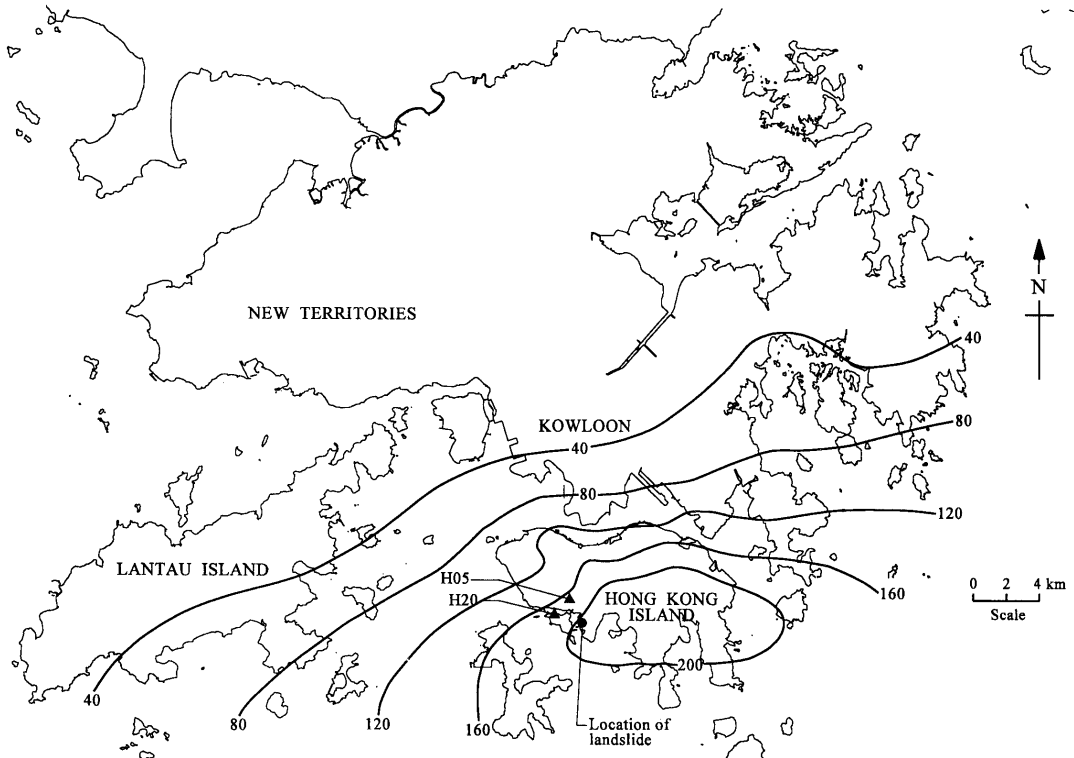 N
NEW TERRITORIES
40
KOWLOON
40
80
80
120
LANTAU ISLAND
H05
H20
HONG KONG
ISLAND
160
0 2 4 km
Scale
200
40
80
120
160
Location of
landslide